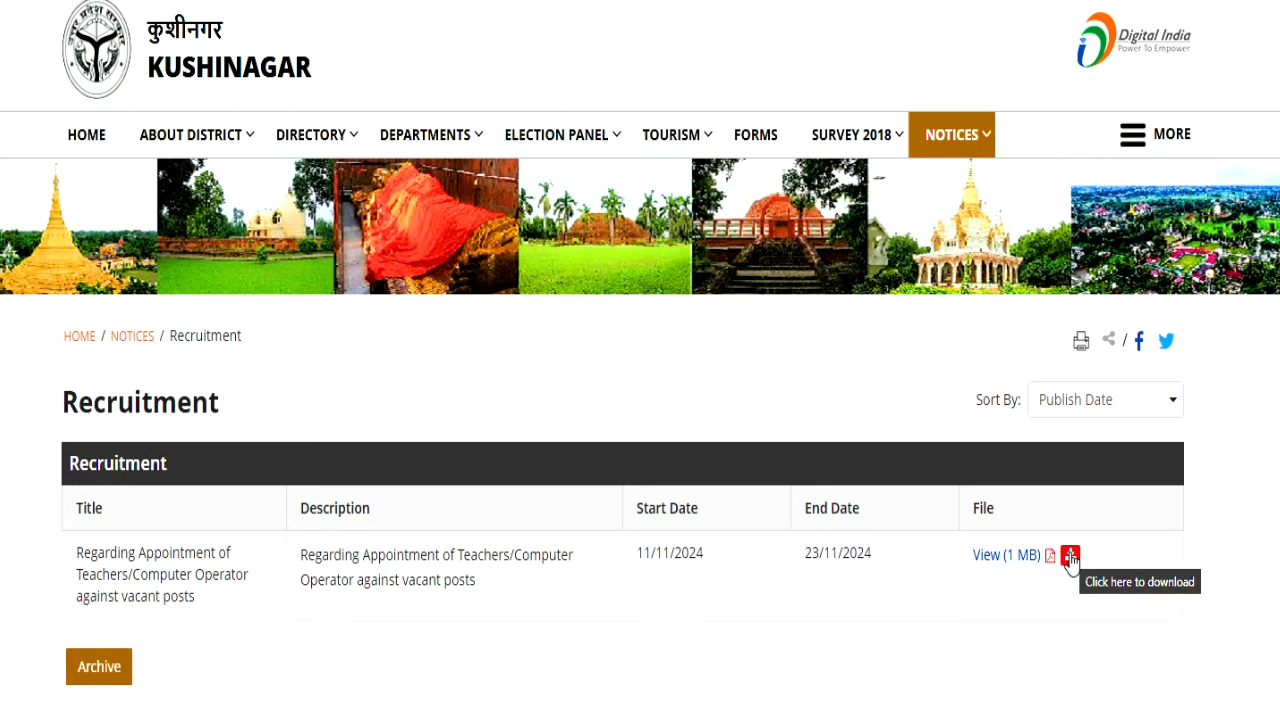 कुशीनगर
KUSHINAGAR
Digital India
Power To Empower
HOME ABOUT DISTRICT DIRECTORY DEPARTMENTS ELECTION PANEL TOURISM FORMS SURVEY 2018 NOTICES MORE
HOME / NOTICES / Recruitment
/
Recruitment
Sort By: Publish Date
Recruitment
Title Description Start Date End Date File
Regarding Appointment of
Teachers/Computer Operator
against vacant posts
Regarding Appointment of Teachers/Computer
Operator against vacant posts
11/11/2024
23/11/2024
View (1 MB)
Click here to download
Archive